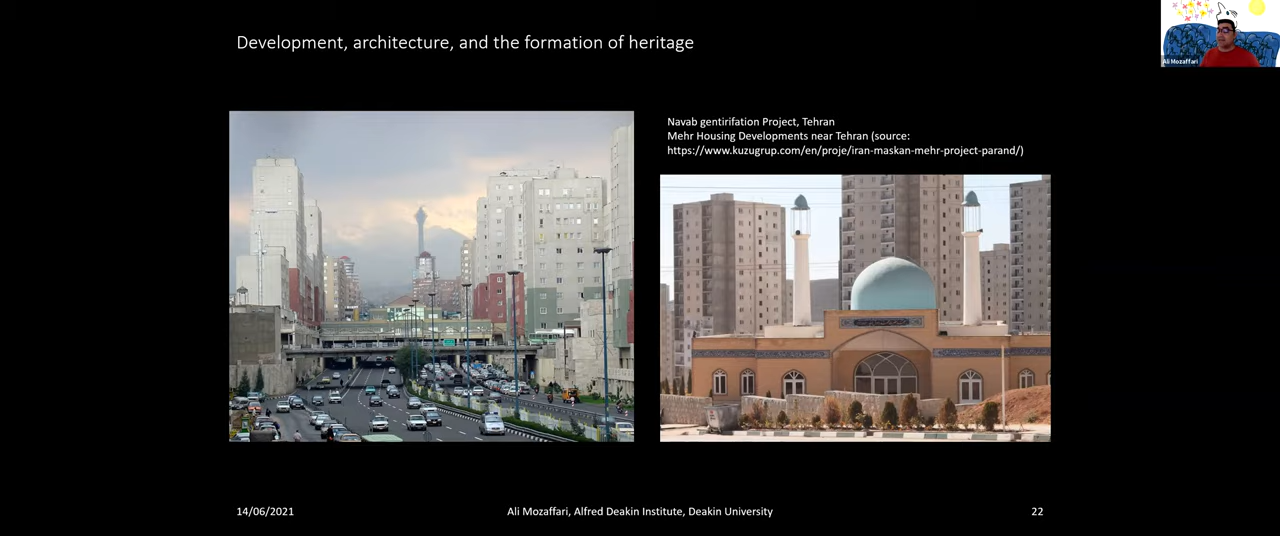 Development, architecture, and the formation of heritage
Ali Mozaffari
Navab gentirifation Project, Tehran
Mehr Housing Developments near Tehran (source:
https://www.kuzugrup.com/en/proje/iran-maskan-mehr-project-parand/)
14/06/2021
Ali Mozaffari, Alfred Deakin Institute, Deakin University
22